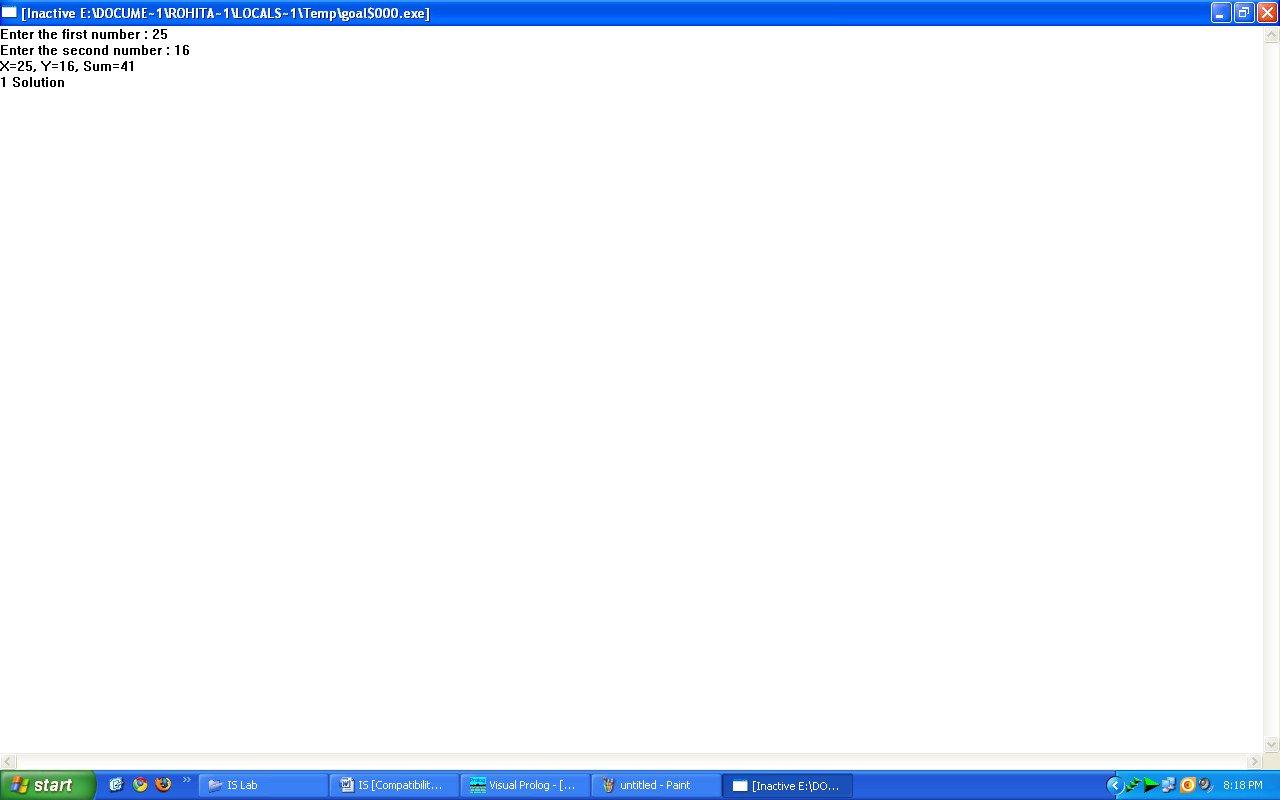 [Inactive E:\DOCUME~1\ROHITA~1\LOCALS~1\Temp\goal$000.exe]
Enter the first number : 25
Enter the second number : 16
X=25, Y=16, Sum=41
1 Solution
start
IS Lab
IS [Compatibilit...
Visual Prolog - [...
untitled - Paint
[Inactive E:\DO...
8:18 PM